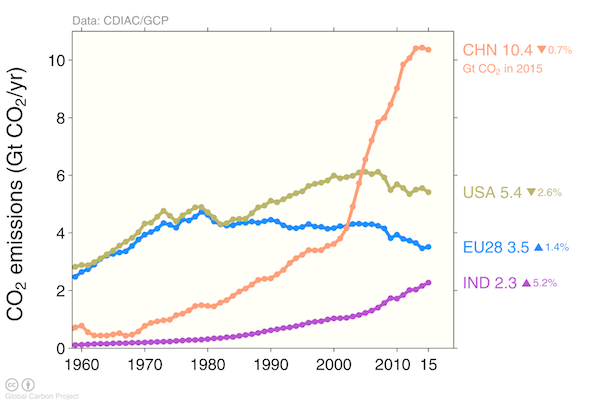 Data: CDIAC/GCP
CO2 emissions (Gt CO2/yr)
10
8
6
4
2
0
1960 1970 1980 1990 2000 2010 15
CHN 10.4 ▼0.7%
Gt CO2 in 2015
USA 5.4 ▼2.6%
EU28 3.5 ▲1.4%
IND 2.3 ▲5.2%
cc
Global Carbon Project